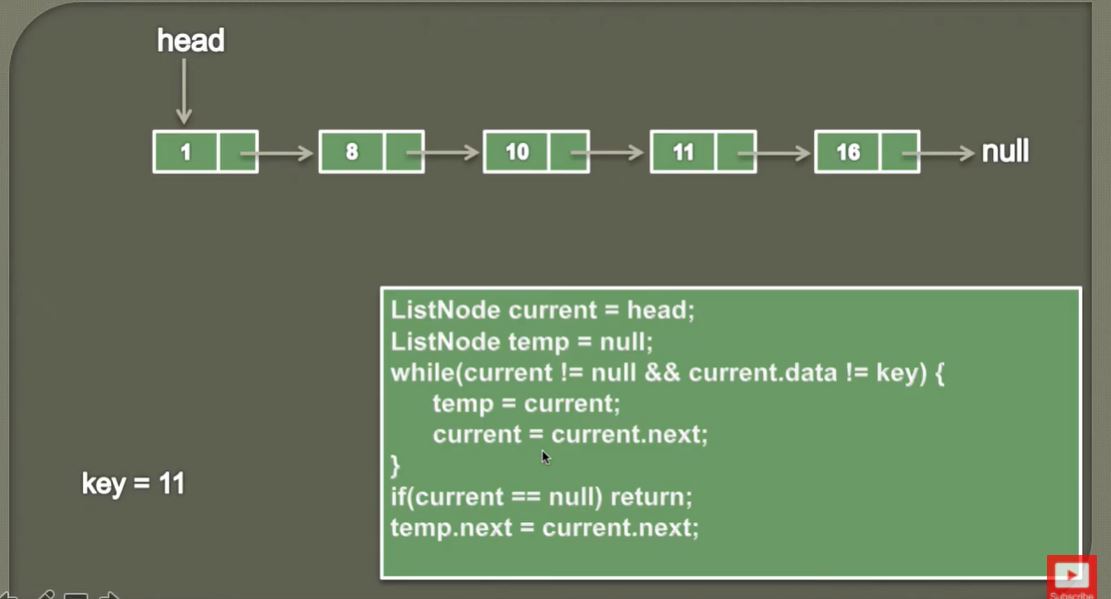 head
1 8 10 11 16 null
ListNode current = head;
ListNode temp = null;
while(current != null && current.data != key) {
temp = current;
current = current.next;
}
if(current == null) return;
temp.next = current.next;
key = 11
Subscribe